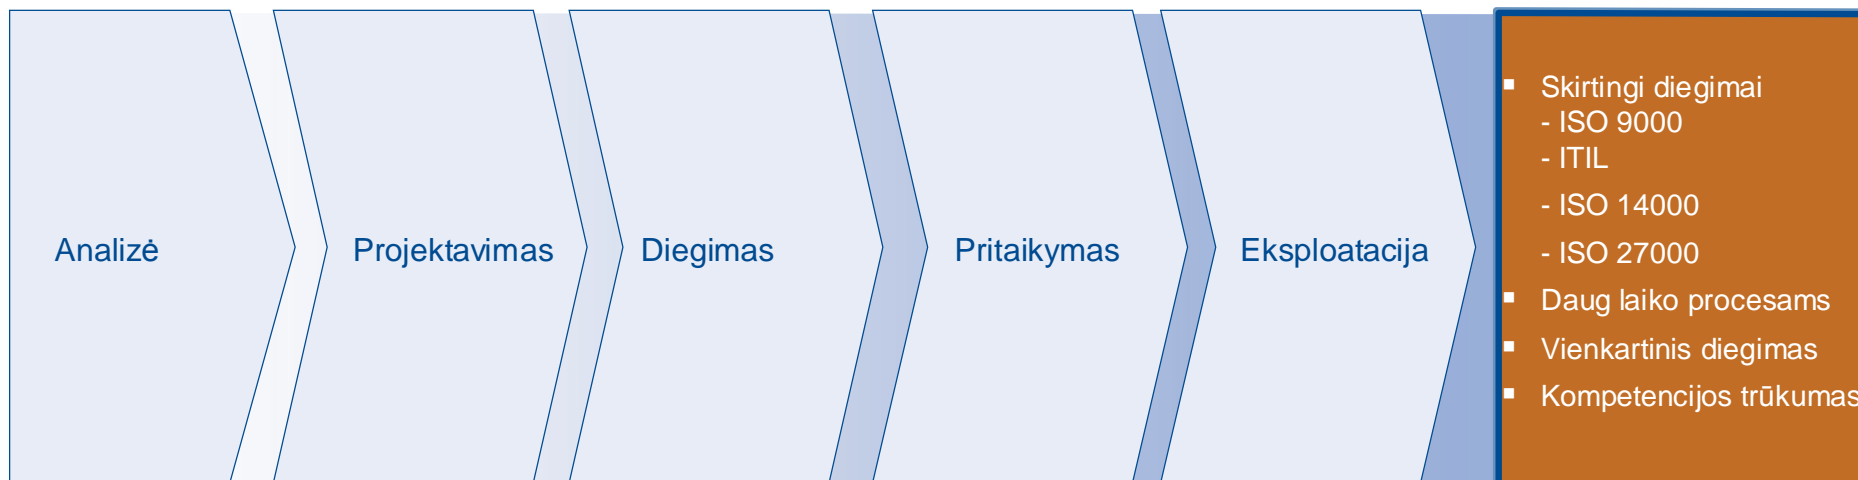 Analizė
Projektavimas
Diegimas
Pritaikymas
Eksploatacija
▪ Skirtingi diegimai
- ISO 9000
- ITIL
- ISO 14000
- ISO 27000
▪ Daug laiko procesams
▪ Vienkartinis diegimas
▪ Kompetencijos trūkumas